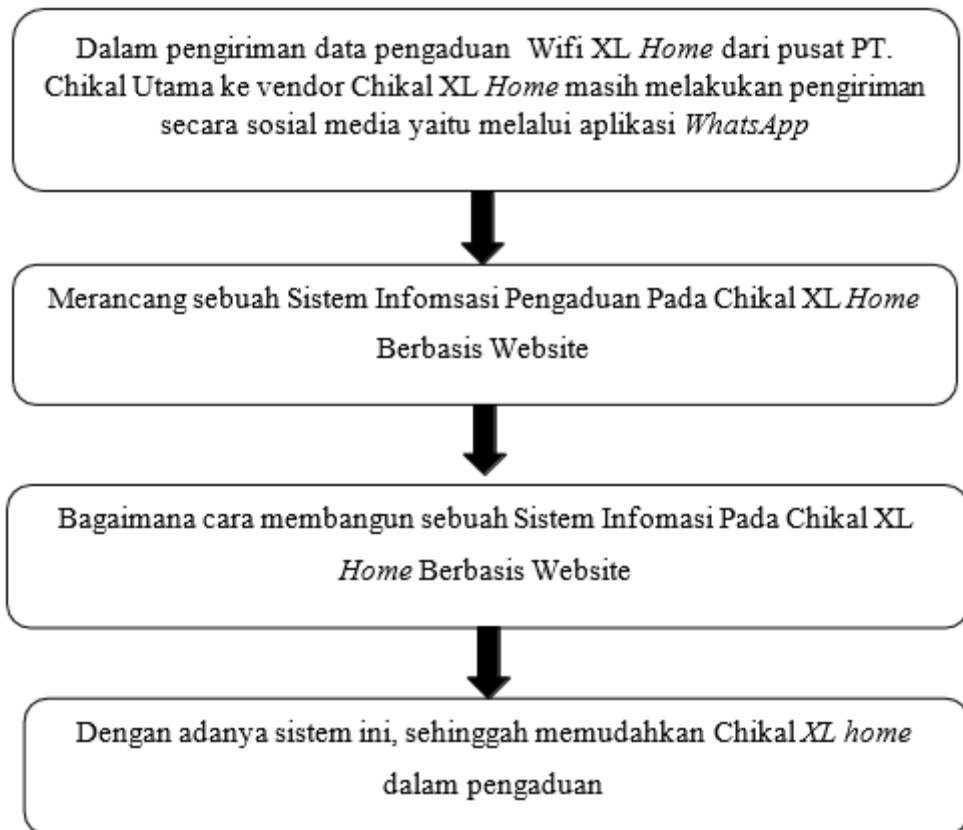 Dalam pengiriman data pengaduan Wifi XL Home dari pusat PT.
Chikal Utama ke vendor Chikal XL Home masih melakukan pengiriman
secara sosial media yaitu melalui aplikasi WhatsApp
Merancang sebuah Sistem Infomsasi Pengaduan Pada Chikal XL Home
Berbasis Website
Bagaimana cara membangun sebuah Sistem Infomasi Pada Chikal XL
Home Berbasis Website
Dengan adanya sistem ini, sehinggah memudahkan Chikal XL home
dalam pengaduan